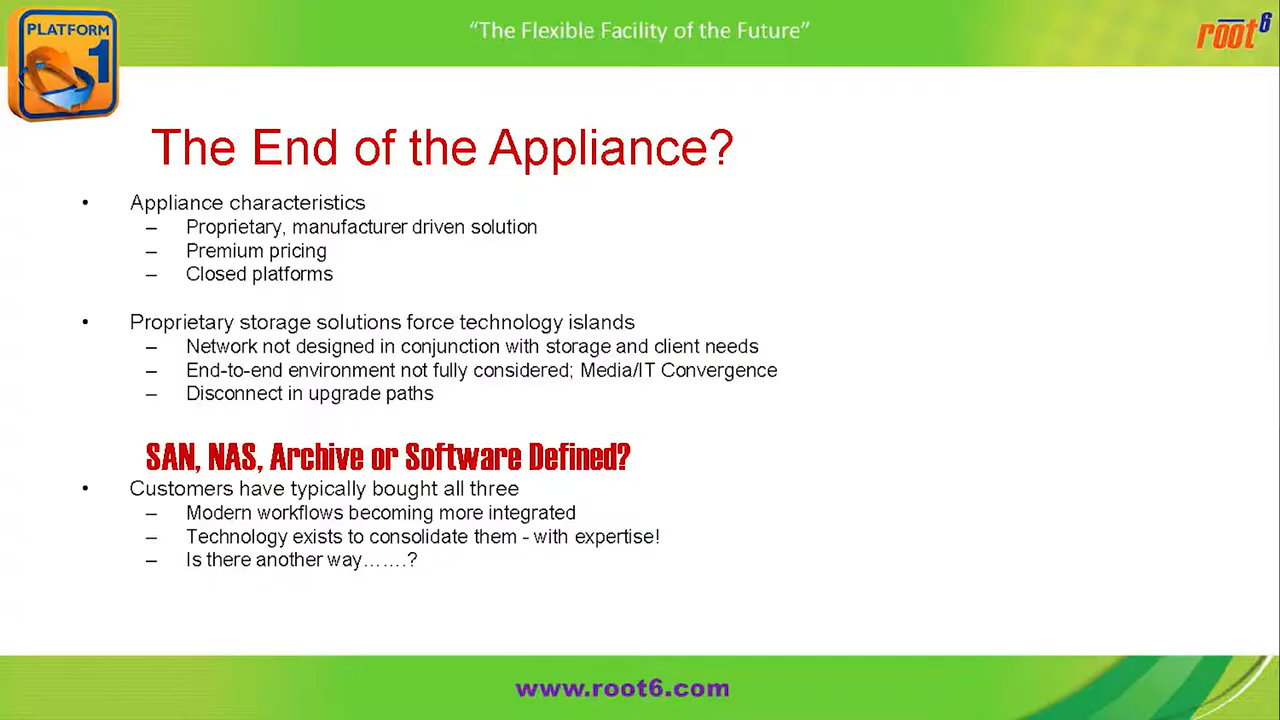 "The Flexible Facility of the Future"
PLATFORM
1
root6
The End of the Appliance?
• Appliance characteristics
– Proprietary, manufacturer driven solution
– Premium pricing
– Closed platforms
• Proprietary storage solutions force technology islands
– Network not designed in conjunction with storage and client needs
– End-to-end environment not fully considered; Media/IT Convergence
– Disconnect in upgrade paths
SAN, NAS, Archive or Software Defined?
• Customers have typically bought all three
– Modern workflows becoming more integrated
– Technology exists to consolidate them - with expertise!
– Is there another way…….?
www.root6.com